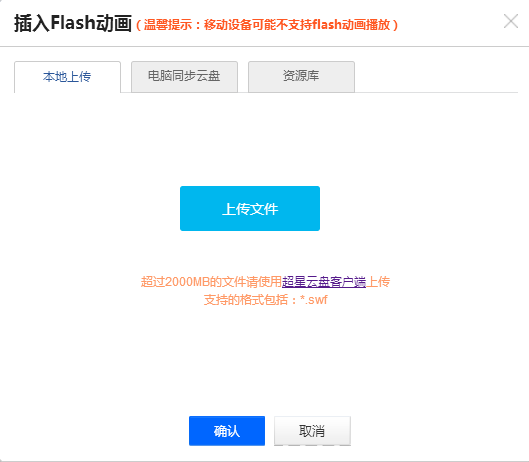 插入Flash动画（温馨提示：移动设备可能不支持flash动画播放）
本地上传 电脑同步云盘 资源库
上传文件
超过2000MB的文件请使用超星云盘客户端上传
支持的格式包括：*.swf
确认 取消